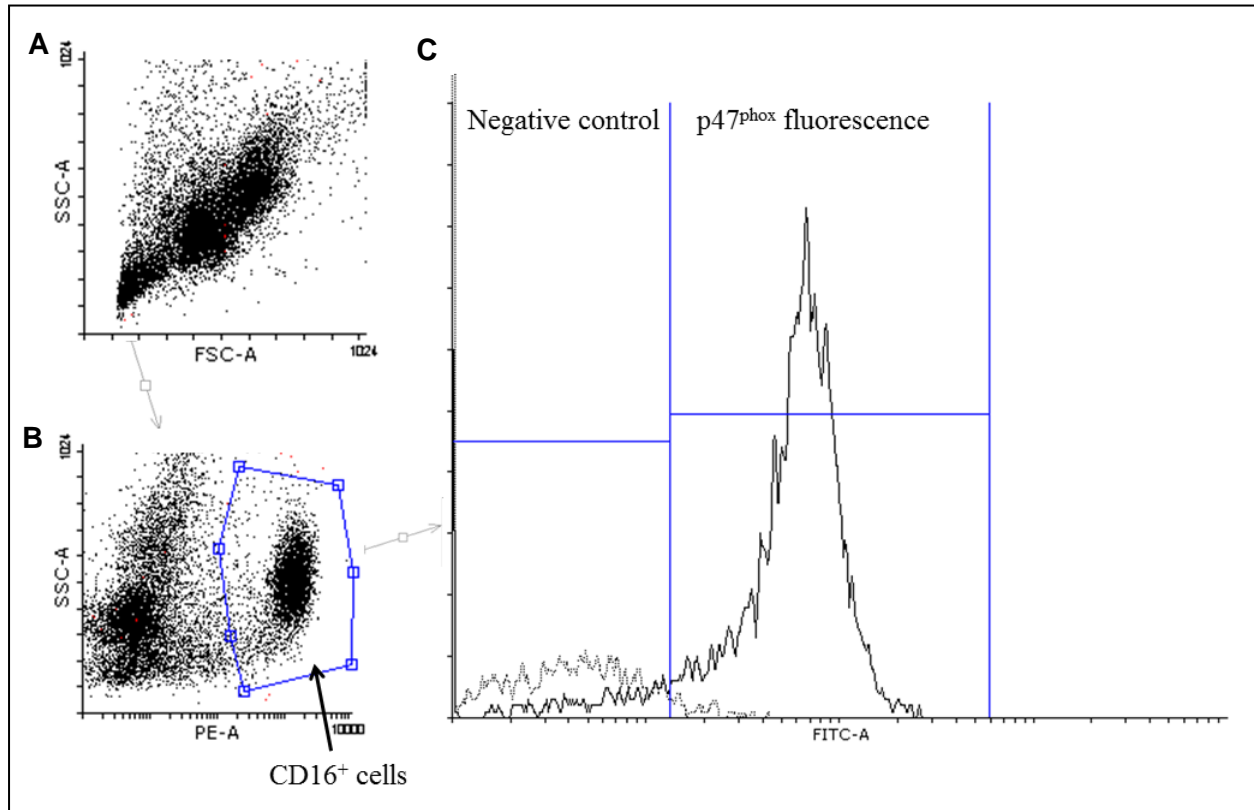 A
1024
SSC-A
FSC-A
1024
B
1024
SSC-A
PE-A
10000
CD16⁺ cells
C
Negative control
p47ᵖʰᵒˣ fluorescence
FITC-A